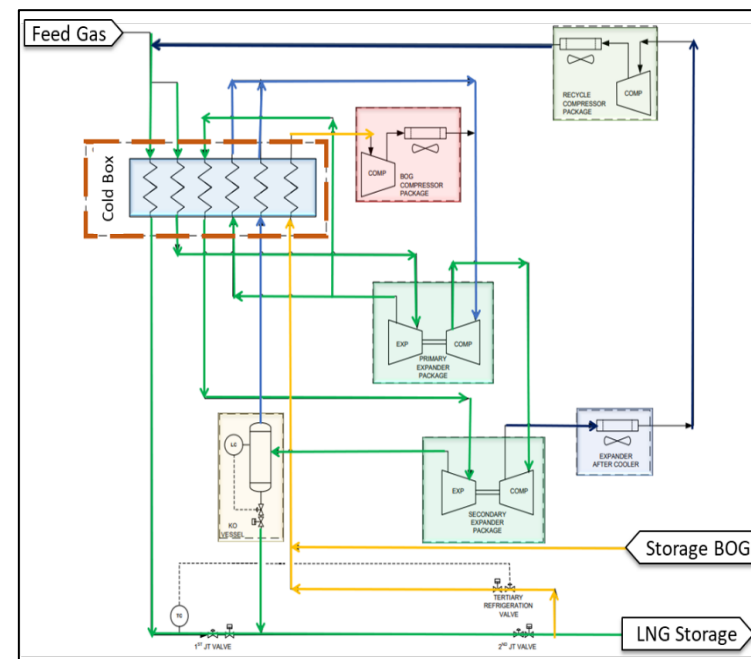 Feed Gas
COMP
RECYCLE
COMPRESSOR
PACKAGE
Cold Box
COMP
BOG
COMPRESSOR
PACKAGE
EXP
COMP
PRIMARY
EXPANDER
PACKAGE
LC
KO
VESSEL
EXP
COMP
SECONDARY
EXPANDER
PACKAGE
EXPANDER
AFTER COOLER
Storage BOG
TERTIARY
REFRIGERATION
VALVE
TC
1ST JT VALVE
2ND JT VALVE
LNG Storage